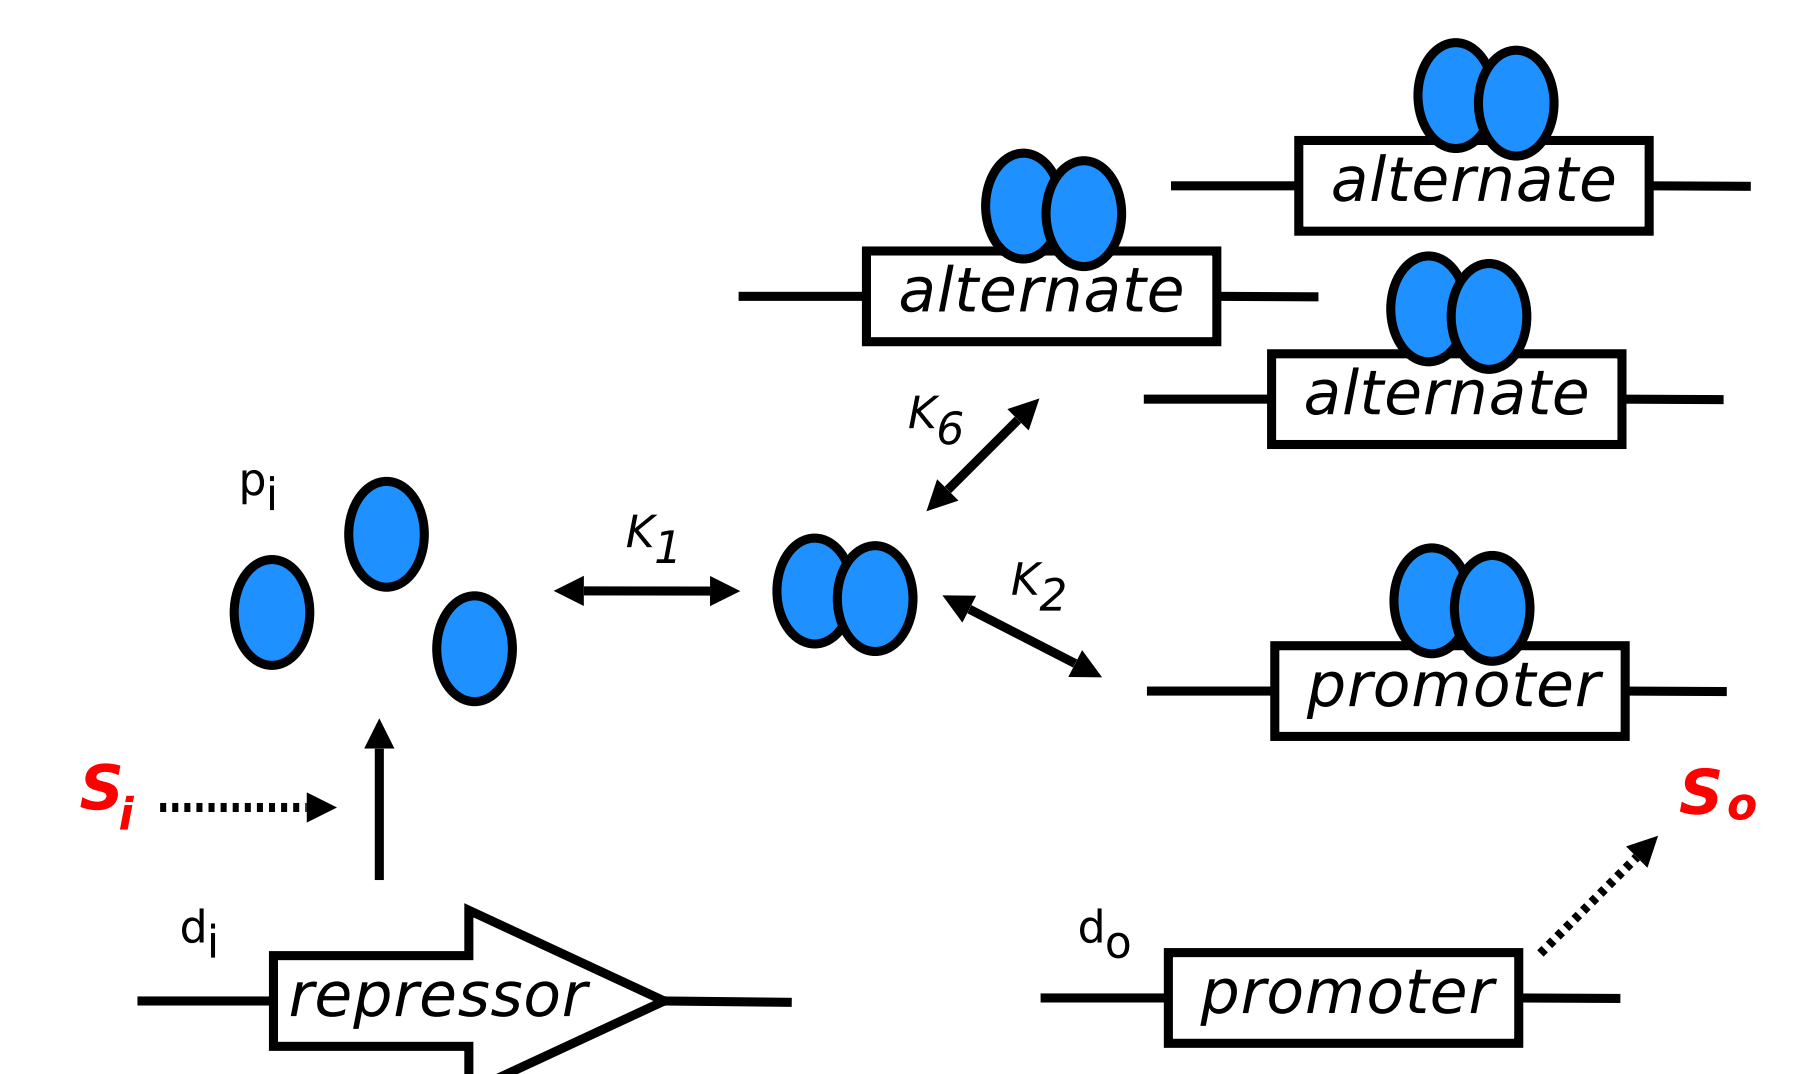 alternate
alternate
alternate
K6
pi
K1
K2
promoter
Si
So
di
do
repressor
promoter